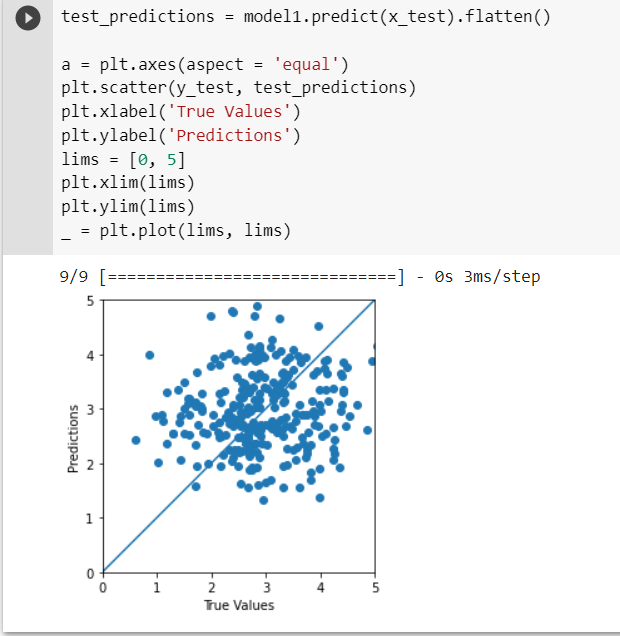 test_predictions = model1.predict(x_test).flatten()
a = plt.axes(aspect = 'equal')
plt.scatter(y_test, test_predictions)
plt.xlabel('True Values')
plt.ylabel('Predictions')
lims = [0, 5]
plt.xlim(lims)
plt.ylim(lims)
_ = plt.plot(lims, lims)
9/9 [==============================] - 0s 3ms/step
5
4
3
2
1
0
Predictions
0 1 2 3 4 5
True Values